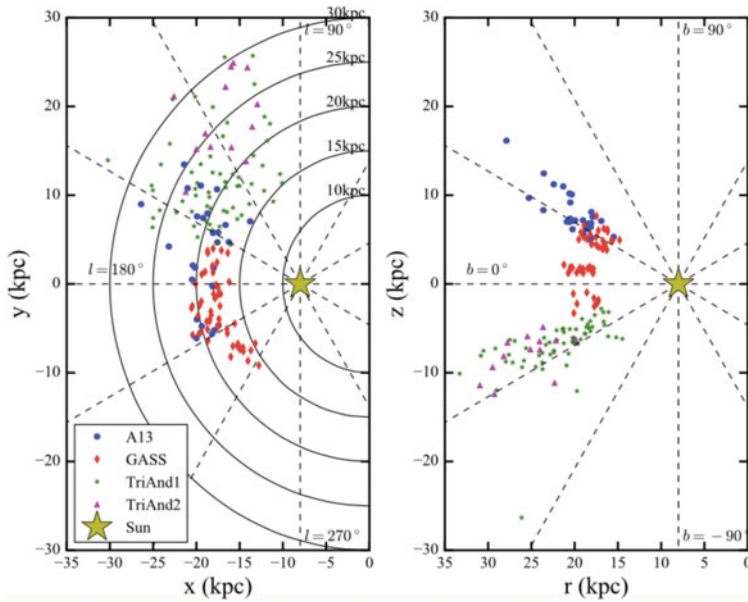 30
20
10
0
−10
−20
−30
y (kpc)
−35 −30 −25 −20 −15 −10 −5 0
x (kpc)
30kpc
l = 90°
25kpc
20kpc
15kpc
10kpc
l = 180°
l = 270°
A13
GASS
TriAnd1
TriAnd2
Sun
30
20
10
0
−10
−20
−30
z (kpc)
35 30 25 20 15 10 5 0
r (kpc)
b = 90°
b = 0°
b = −90°